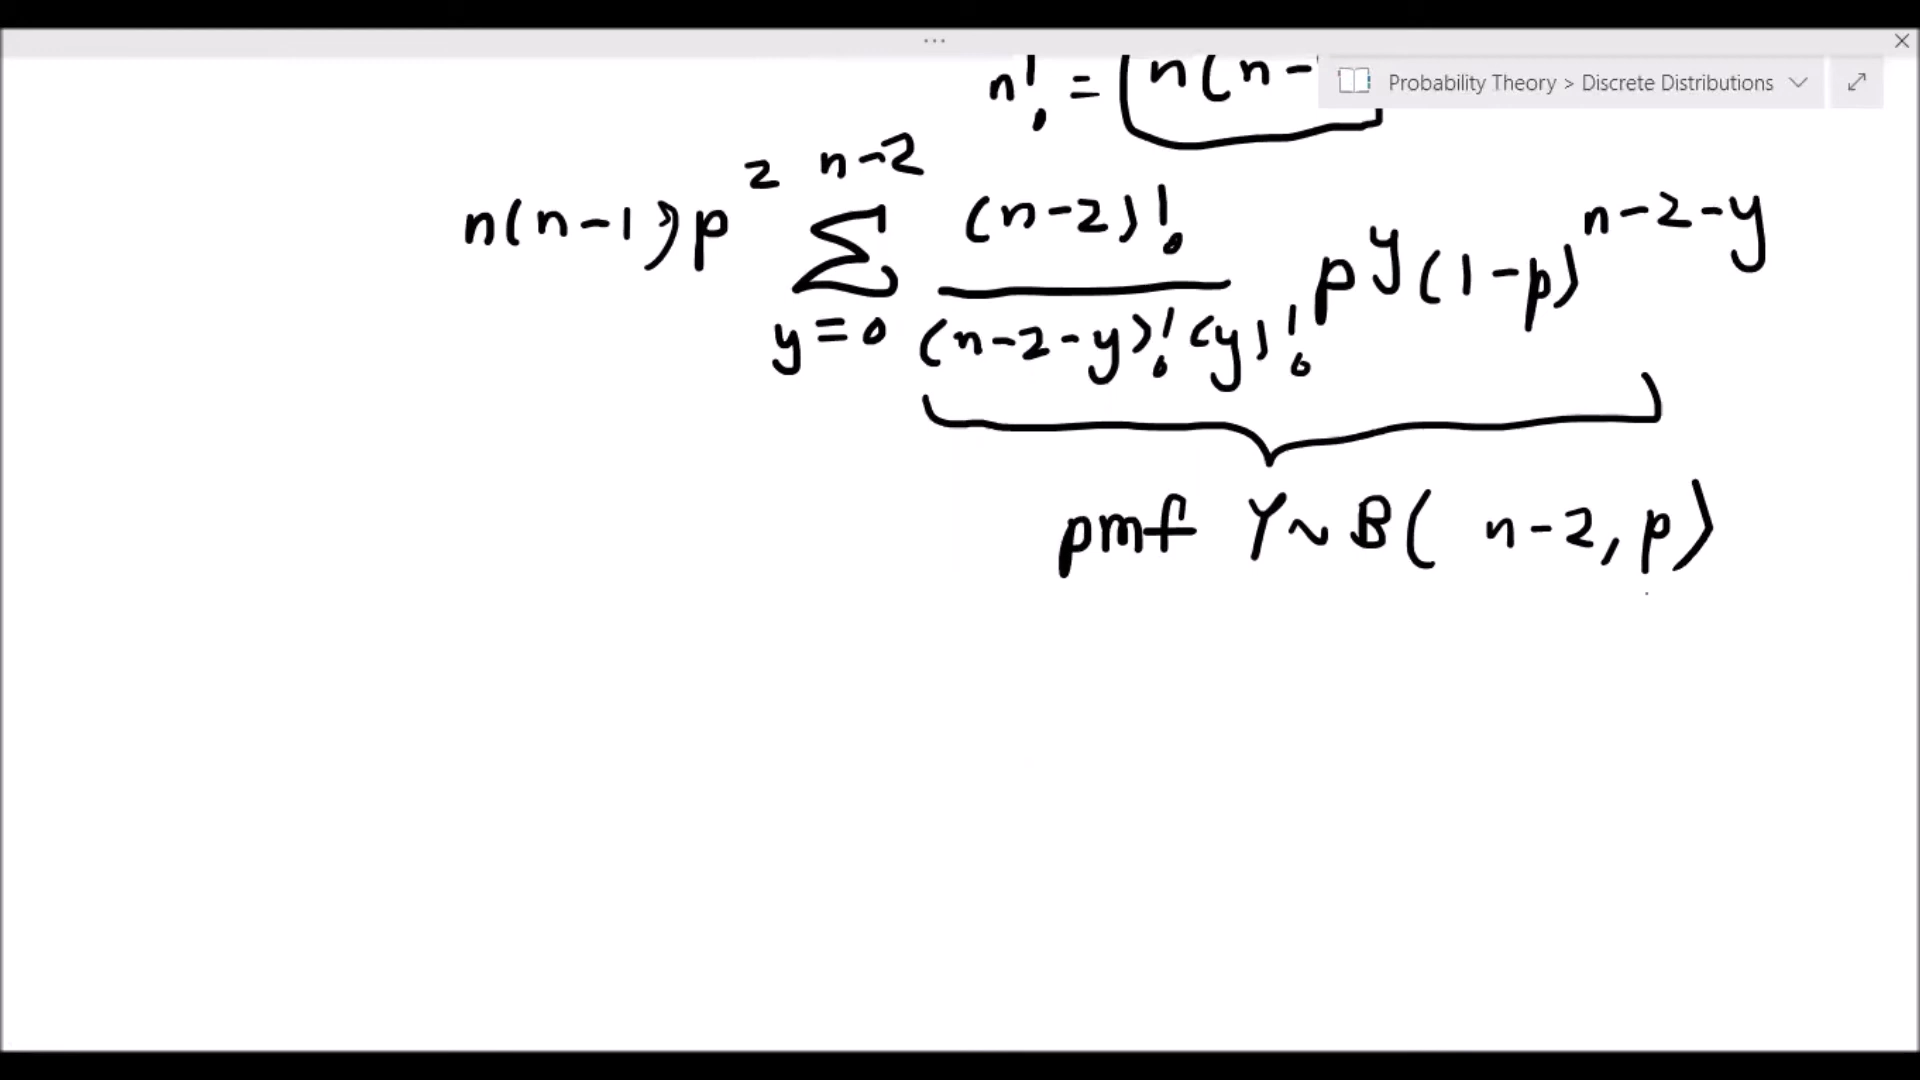 n! = n(n-
Probability Theory > Discrete Distributions
n(n-1)p² ∑_{y=0}^{n-2} (n-2)! / (n-2-y)!(y)! p^y (1-p)^{n-2-y}
pmf Y~B( n-2, p)